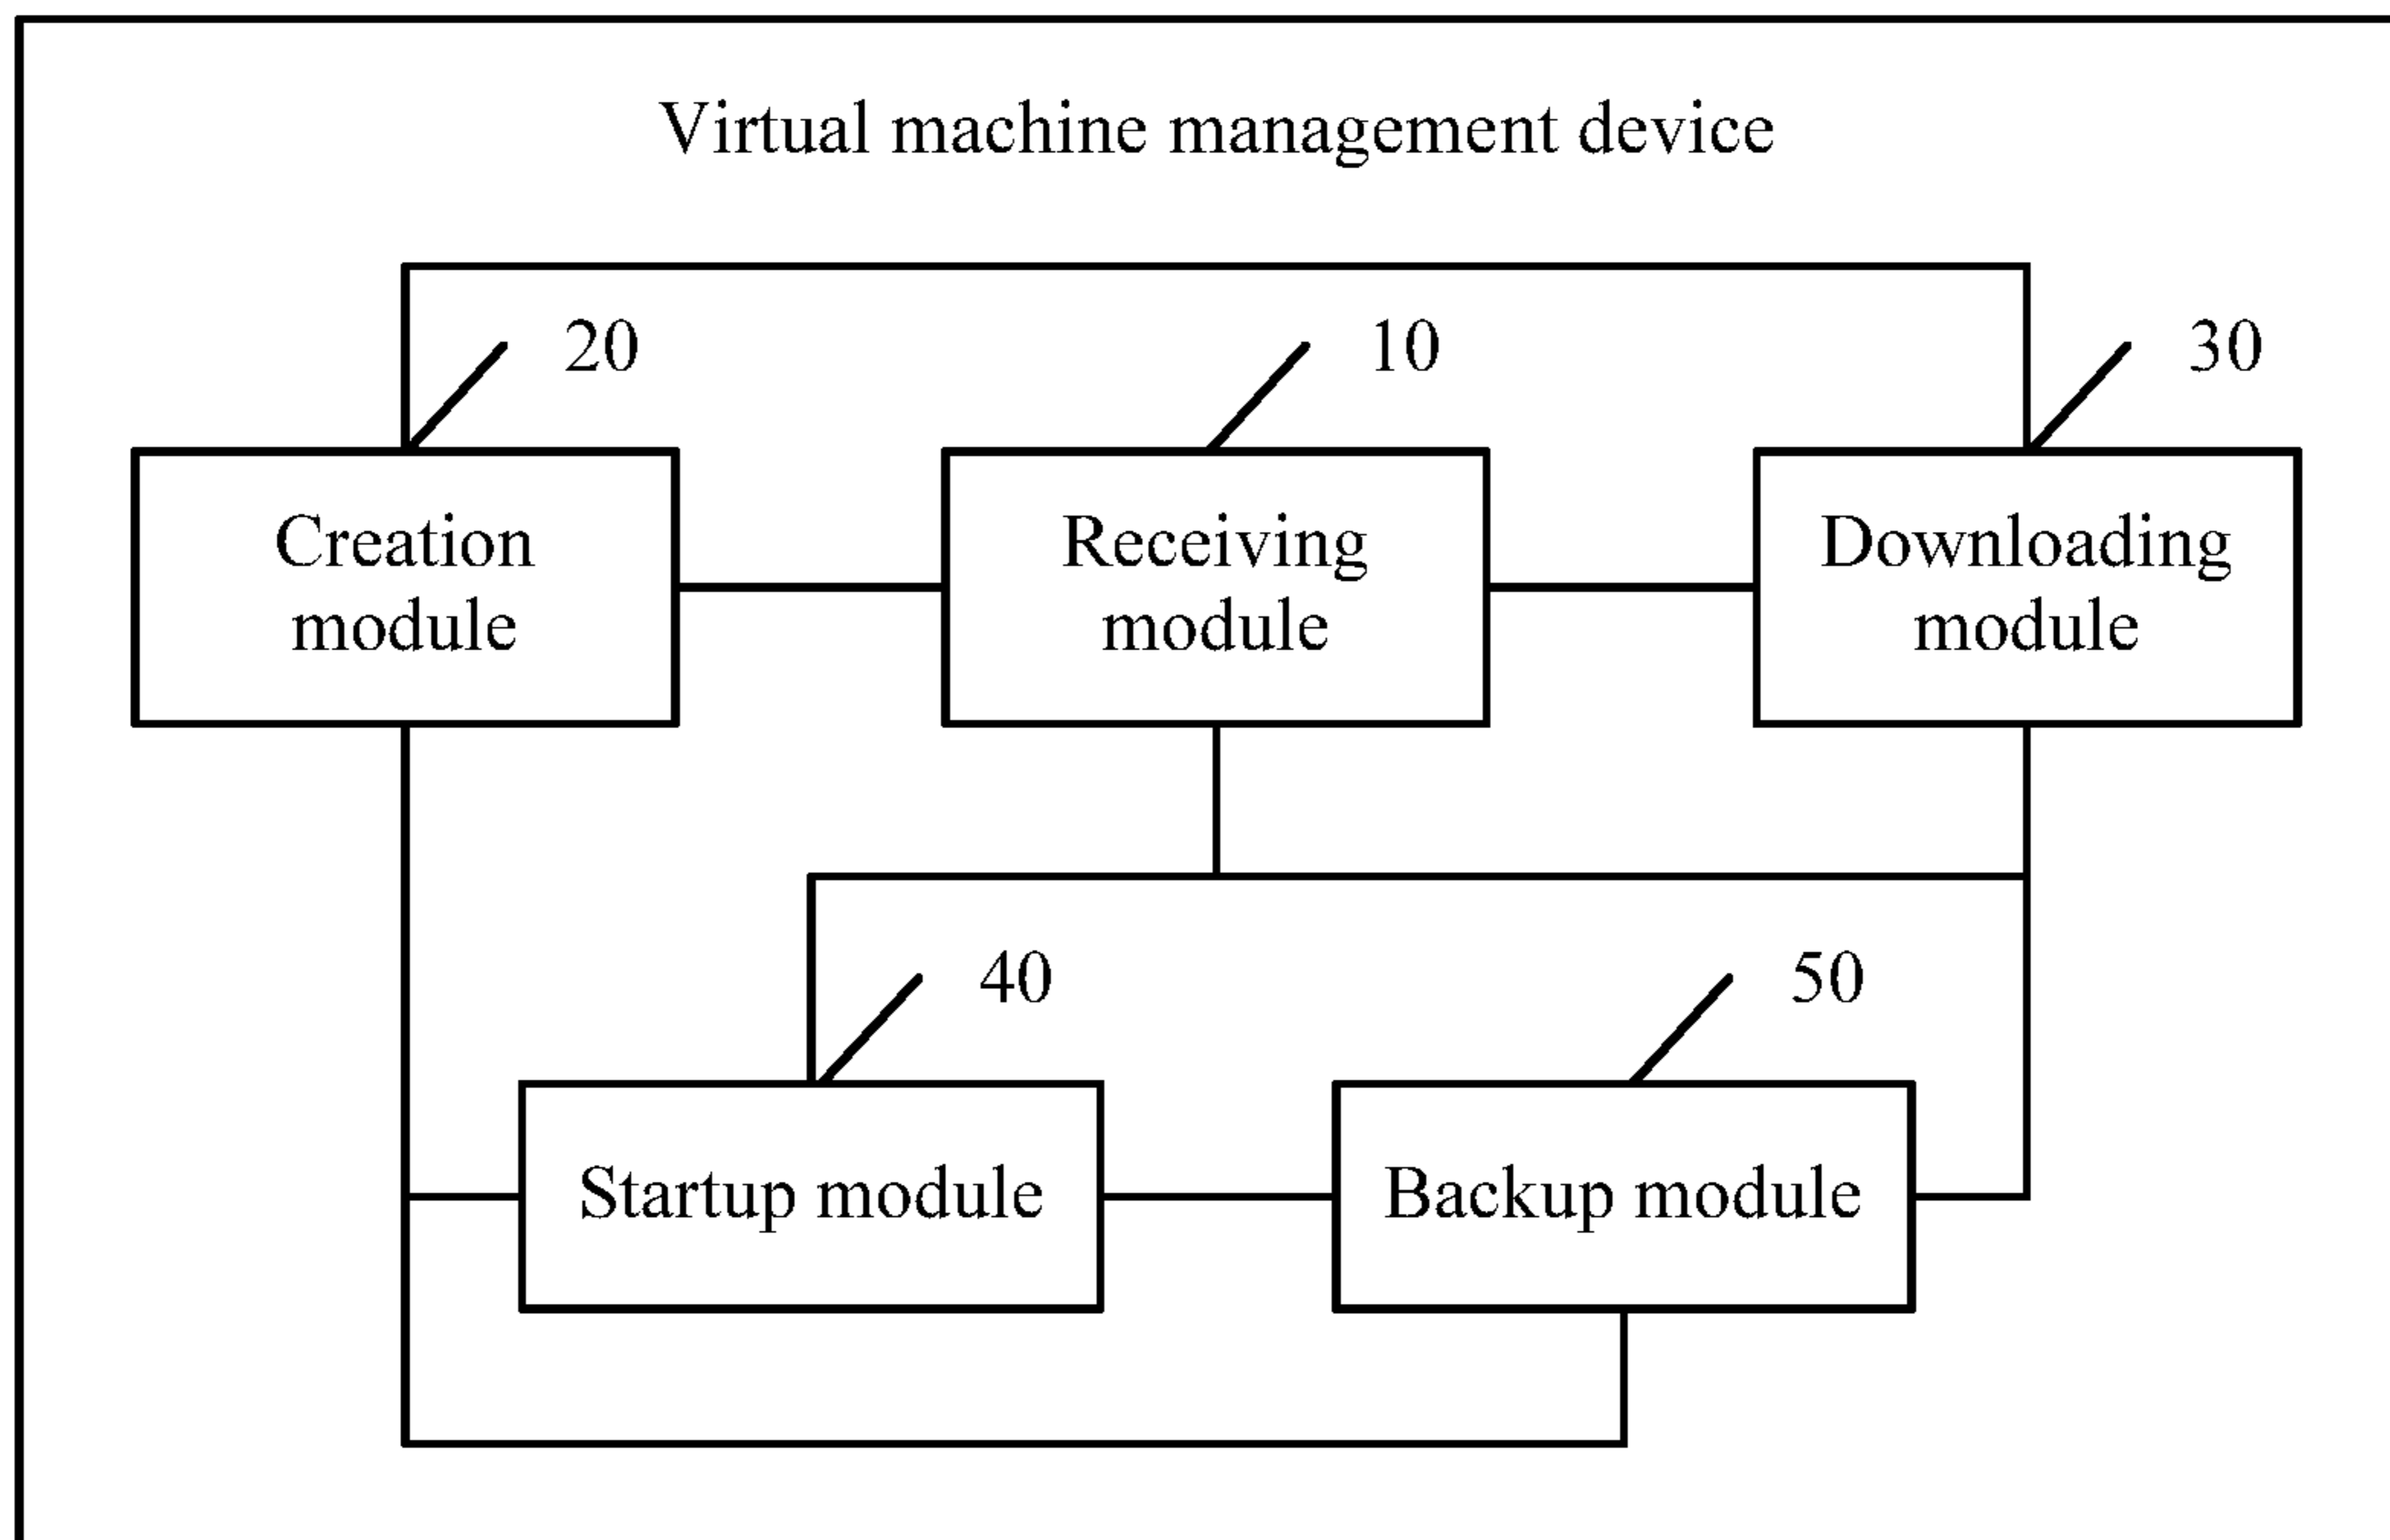 Virtual machine management device
20
10
30
Creation
module
Receiving
module
Downloading
module
40
50
Startup module
Backup module